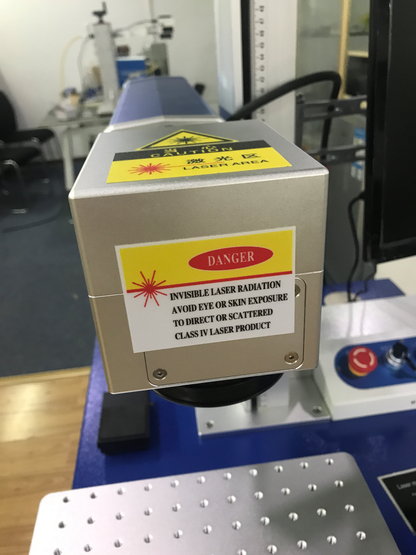 CAUTION
激光区
LASER AREA
DANGER
INVISIBLE LASER RADIATION
AVOID EYE OR SKIN EXPOSURE
TO DIRECT OR SCATTERED
CLASS IV LASER PRODUCT
Laser